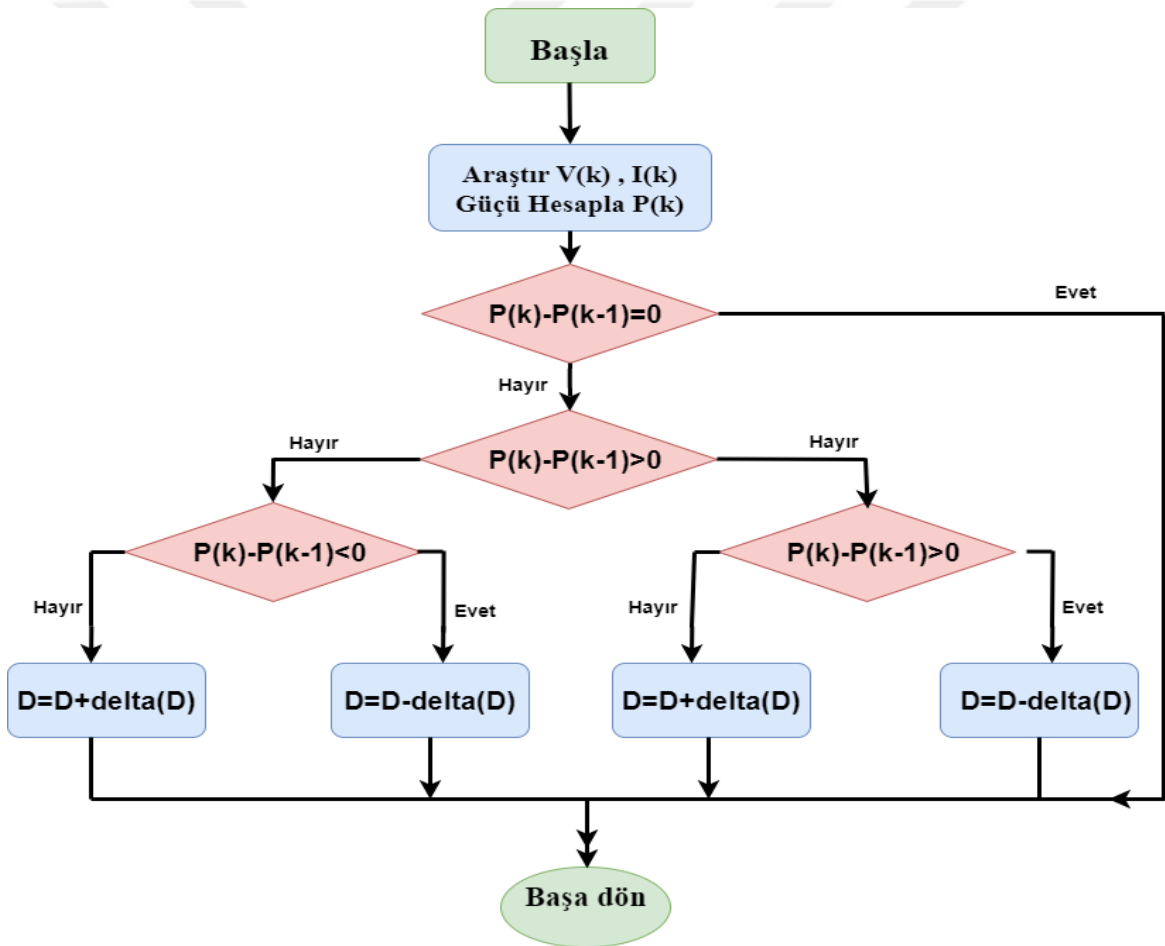 Başla
Araştır V(k) , I(k)
Güçü Hesapla P(k)
P(k)-P(k-1)=0
Evet
Hayır
P(k)-P(k-1)>0
Hayır
Hayır
P(k)-P(k-1)<0
P(k)-P(k-1)>0
Hayır
Evet
Hayır
Evet
D=D+delta(D)
D=D-delta(D)
D=D+delta(D)
D=D-delta(D)
Başa dön